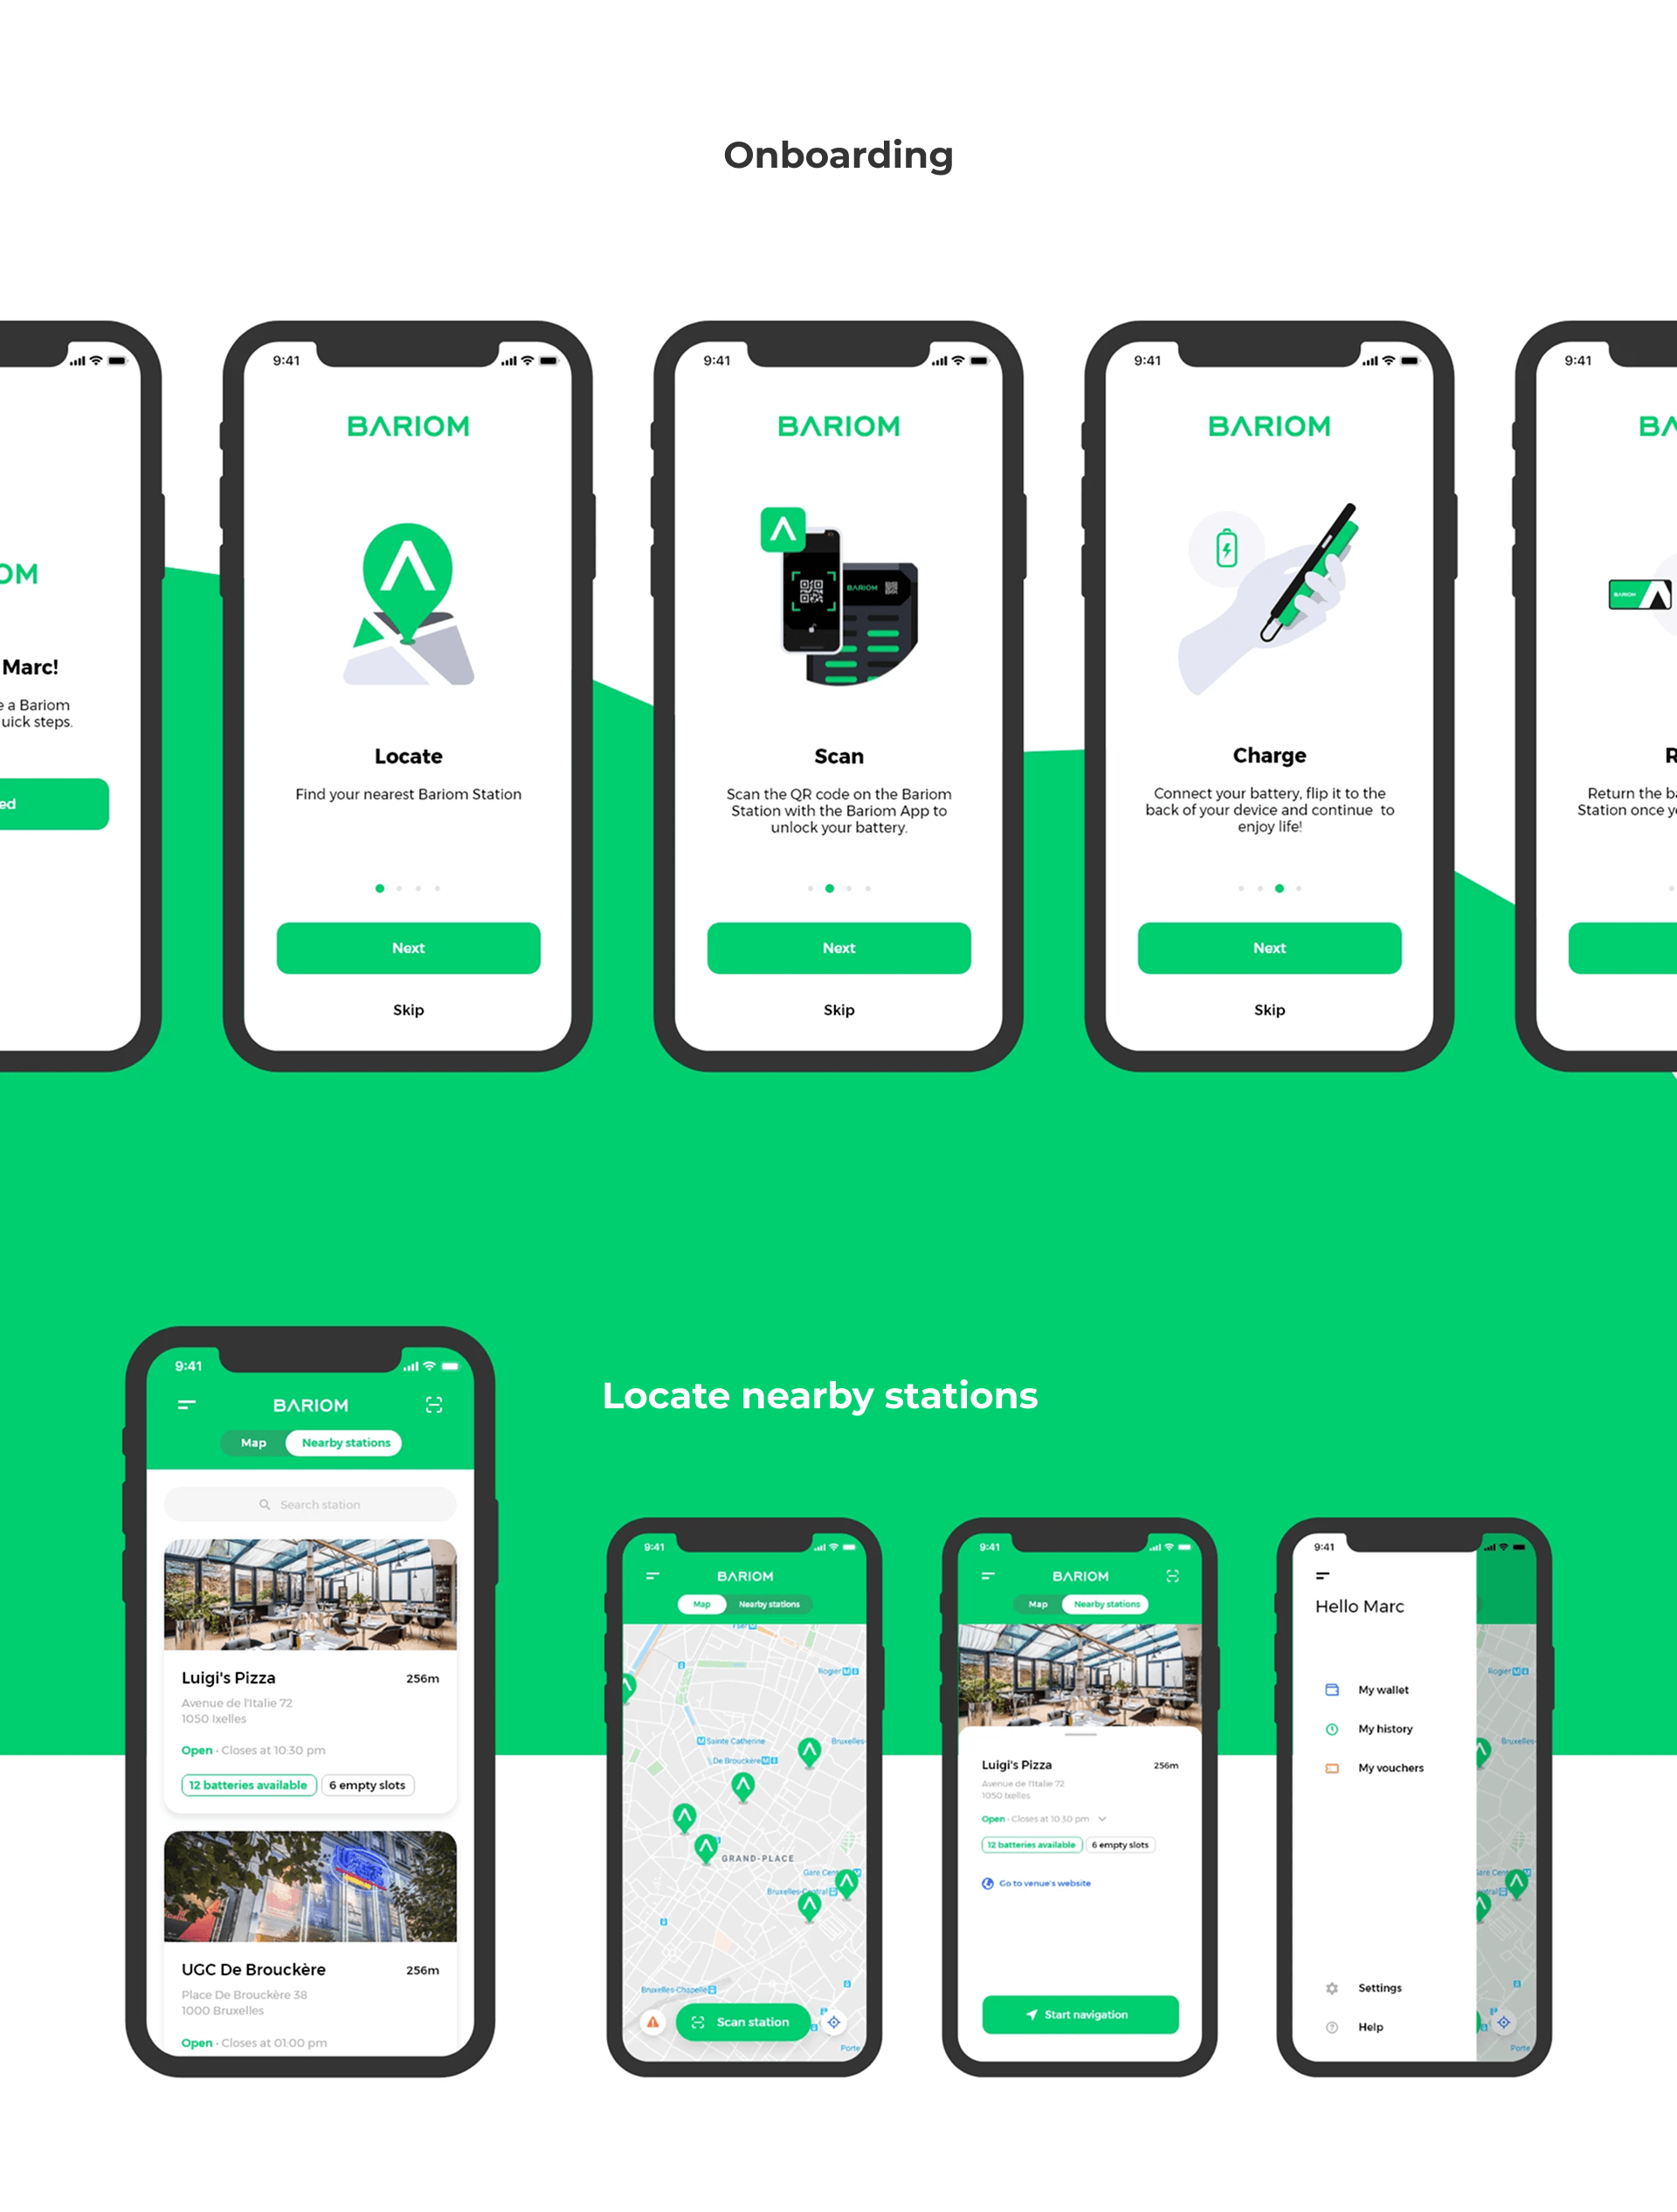 Onboarding
OM
Marc!
e a Bariom
uick steps.
ed
9:41
BARIOM
Locate
Find your nearest Bariom Station
Next
Skip
9:41
BARIOM
BARIOM
Scan
Scan the QR code on the Bariom
Station with the Bariom App to
unlock your battery.
Next
Skip
9:41
BARIOM
Charge
Connect your battery, flip it to the
back of your device and continue to
enjoy life!
Next
Skip
9:41
BA
BARIOM
R
Return the ba
Station once y
Locate nearby stations
9:41
BARIOM
Map
Nearby stations
Search station
Luigi's Pizza
256m
Avenue de l'Italie 72
1050 Ixelles
Open · Closes at 10:30 pm
12 batteries available
6 empty slots
UGC De Brouckère
256m
Place De Brouckère 38
1000 Bruxelles
Open · Closes at 01:00 pm
9:41
BARIOM
Map
Nearby stations
Rogier
Sainte Catherine
Bruxelles-
De Brouckère
GRAND-PLACE
Gare Cen
Bruxelles-Central
Bruxelles-Chapelle
Scan station
Porte
9:41
BARIOM
Map
Nearby stations
Luigi's Pizza
256m
Avenue de l'Italie 72
1050 Ixelles
Open · Closes at 10:30 pm
12 batteries available
6 empty slots
Go to venue's website
Start navigation
9:41
Hello Marc
My wallet
My history
My vouchers
Settings
Help
Rogier
Bruxelles-
Gare Cen
tral
Porte